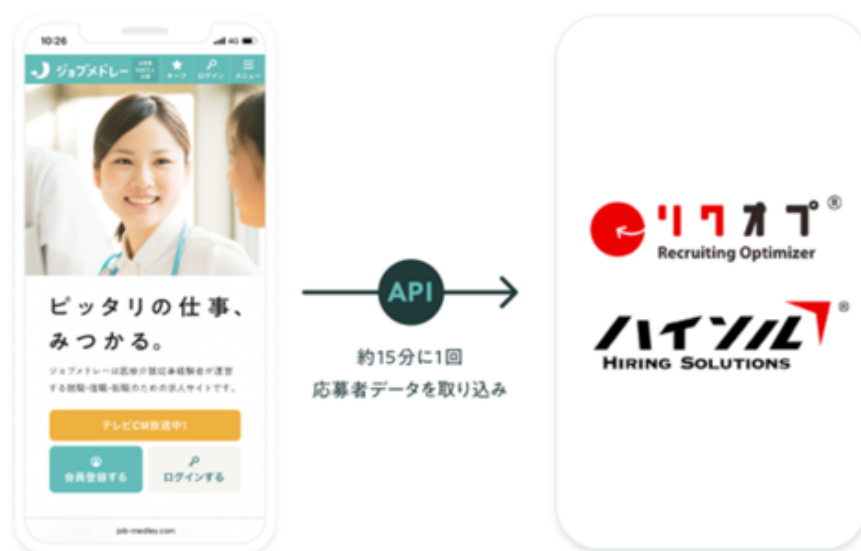 10:26
4G
ジョブメドレー
キープ
ログイン
メニュー
ピッタリの仕事、
みつかる。
ジョブメドレーは医療介護従事経験者が運営
する就職・復職・転職のための求人サイトです。
テレビCM放送中!
会員登録する
ログインする
job-medley.com
API
約15分に1回
応募者データを取り込み
リクオプ®
Recruiting Optimizer
ハイソル®
HIRING SOLUTIONS